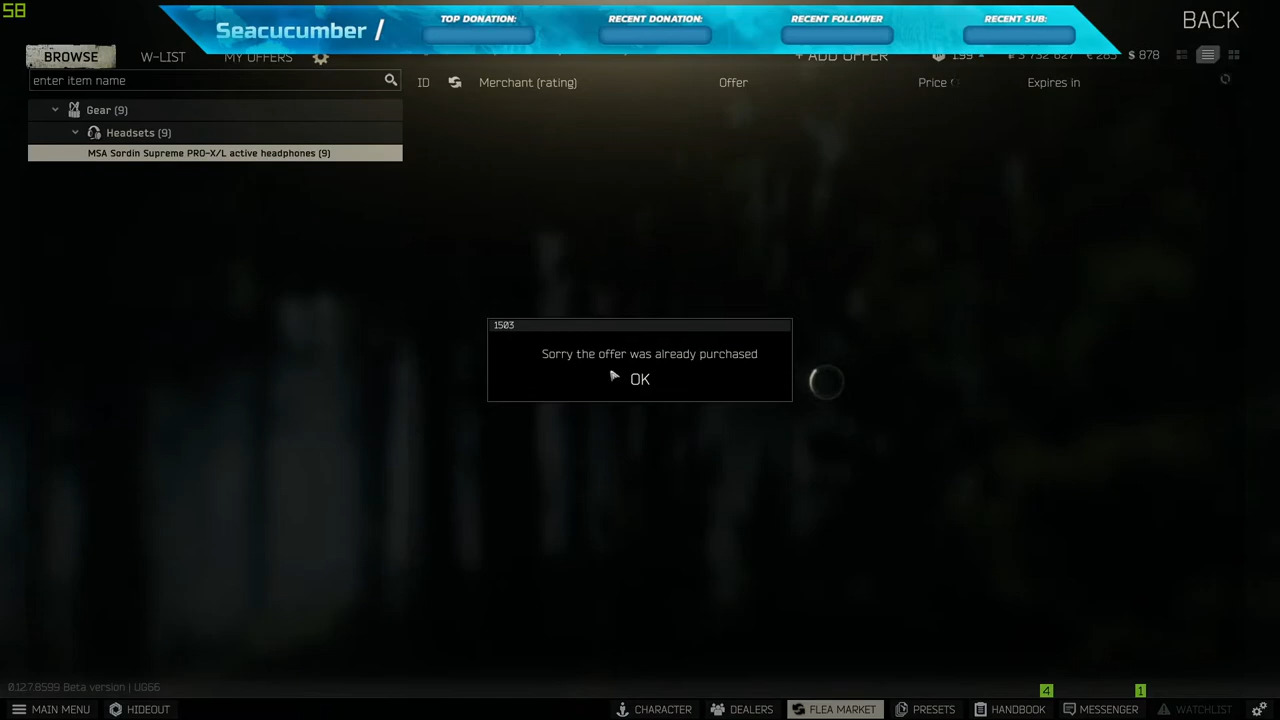 58
Seacucumber /
TOP DONATION:
RECENT DONATION:
RECENT FOLLOWER
RECENT SUB:
BACK
BROWSE
W-LIST
MY OFFERS
+ ADD OFFER
$ 878
enter item name
ID
Merchant (rating)
Offer
Price
Expires in
Gear (9)
Headsets (9)
MSA Sordin Supreme PRO-X/L active headphones (9)
1503
Sorry the offer was already purchased
OK
0.12.7.8599 Beta version | UG66
4
1
MAIN MENU
HIDEOUT
CHARACTER
DEALERS
FLEA MARKET
PRESETS
HANDBOOK
MESSENGER
WATCHLIST